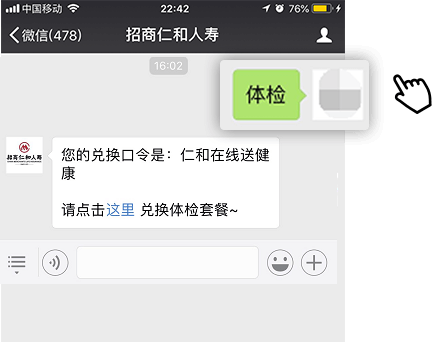 中国移动 22:42 76%
微信(478) 招商仁和人寿
16:02
体检
招商仁和人寿
您的兑换口令是：仁和在线送健
康
请点击这里 兑换体检套餐~